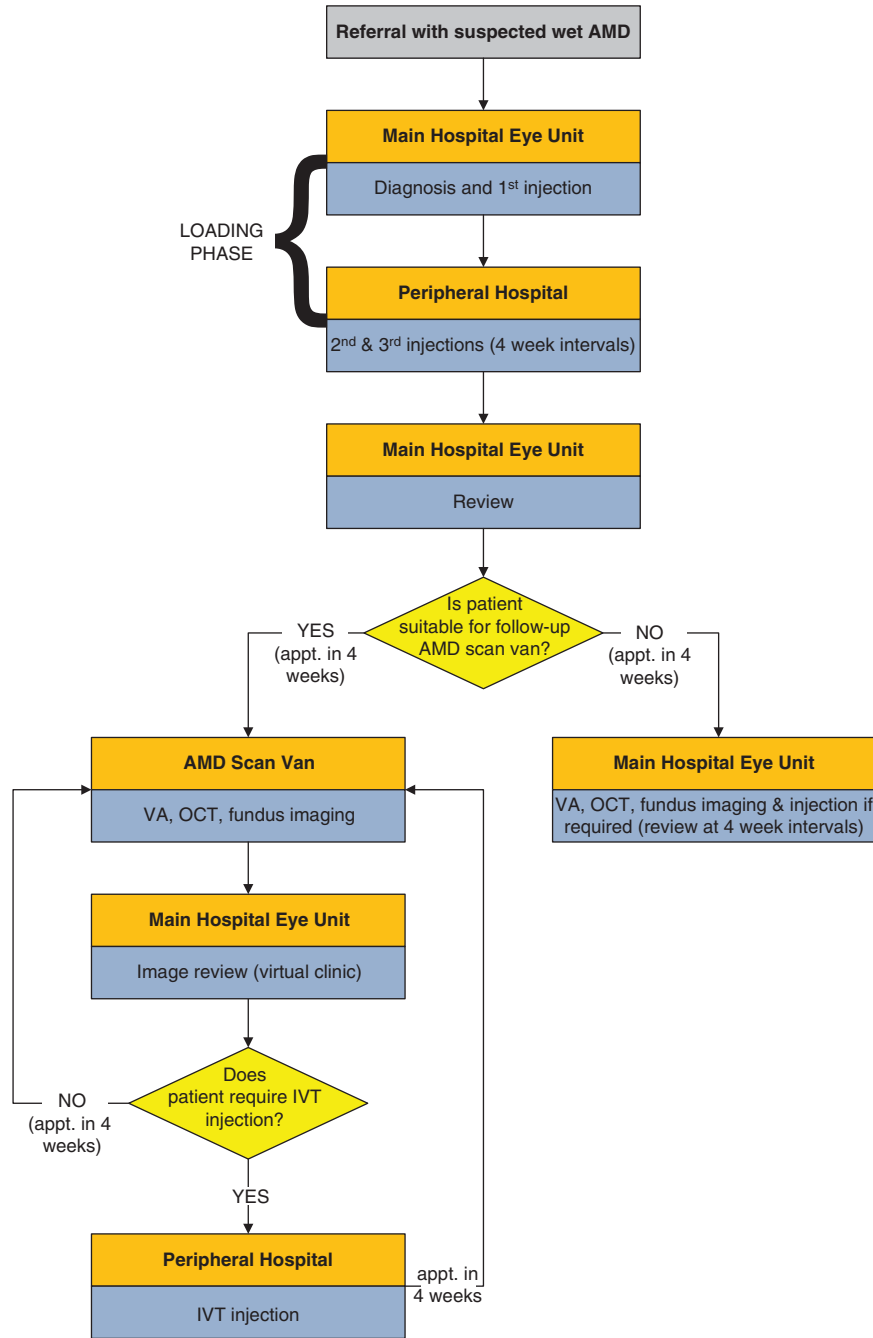 Referral with suspected wet AMD
Main Hospital Eye Unit
Diagnosis and 1st injection
LOADING
PHASE
Peripheral Hospital
2nd & 3rd injections (4 week intervals)
Main Hospital Eye Unit
Review
Is patient
suitable for follow-up
AMD scan van?
YES
(appt. in 4
weeks)
NO
(appt. in 4
weeks)
AMD Scan Van
VA, OCT, fundus imaging
Main Hospital Eye Unit
VA, OCT, fundus imaging & injection if
required (review at 4 week intervals)
Main Hospital Eye Unit
Image review (virtual clinic)
Does
patient require IVT
injection?
NO
(appt. in 4
weeks)
YES
Peripheral Hospital
IVT injection
appt. in
4 weeks